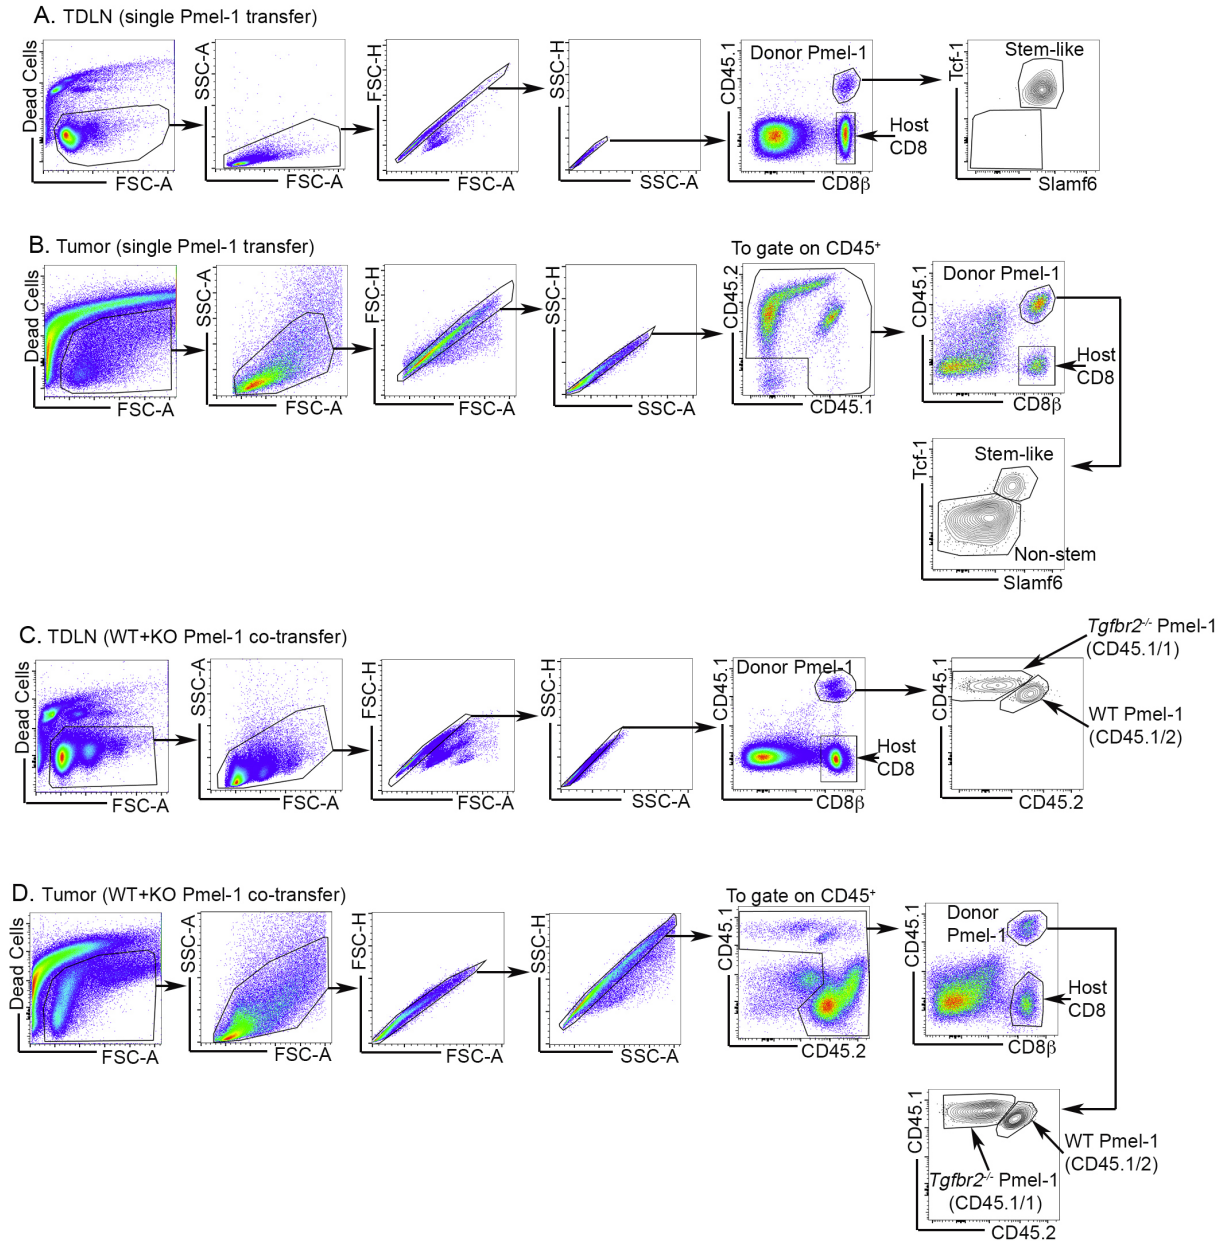 A. TDLN (single Pmel-1 transfer)
Dead Cells
FSC-A
SSC-A
FSC-A
FSC-H
FSC-A
SSC-H
SSC-A
CD45.1
Donor Pmel-1
Host
CD8
CD8β
Tcf-1
Stem-like
Slamf6
B. Tumor (single Pmel-1 transfer)
Dead Cells
FSC-A
SSC-A
FSC-A
FSC-H
FSC-A
SSC-H
SSC-A
To gate on CD45⁺
CD45.2
CD45.1
CD45.1
Donor Pmel-1
Host
CD8
CD8β
Tcf-1
Stem-like
Non-stem
Slamf6
C. TDLN (WT+KO Pmel-1 co-transfer)
Dead Cells
FSC-A
SSC-A
FSC-A
FSC-H
FSC-A
SSC-H
SSC-A
CD45.1
Donor Pmel-1
Host
CD8
CD8β
CD45.1
Tgfbr2⁻/⁻ Pmel-1
(CD45.1/1)
WT Pmel-1
(CD45.1/2)
CD45.2
D. Tumor (WT+KO Pmel-1 co-transfer)
Dead Cells
FSC-A
SSC-A
FSC-A
FSC-H
FSC-A
SSC-H
SSC-A
To gate on CD45⁺
CD45.1
CD45.2
CD45.1
Donor
Pmel-1
Host
CD8
CD8β
CD45.1
WT Pmel-1
(CD45.1/2)
Tgfbr2⁻/⁻ Pmel-1
(CD45.1/1)
CD45.2